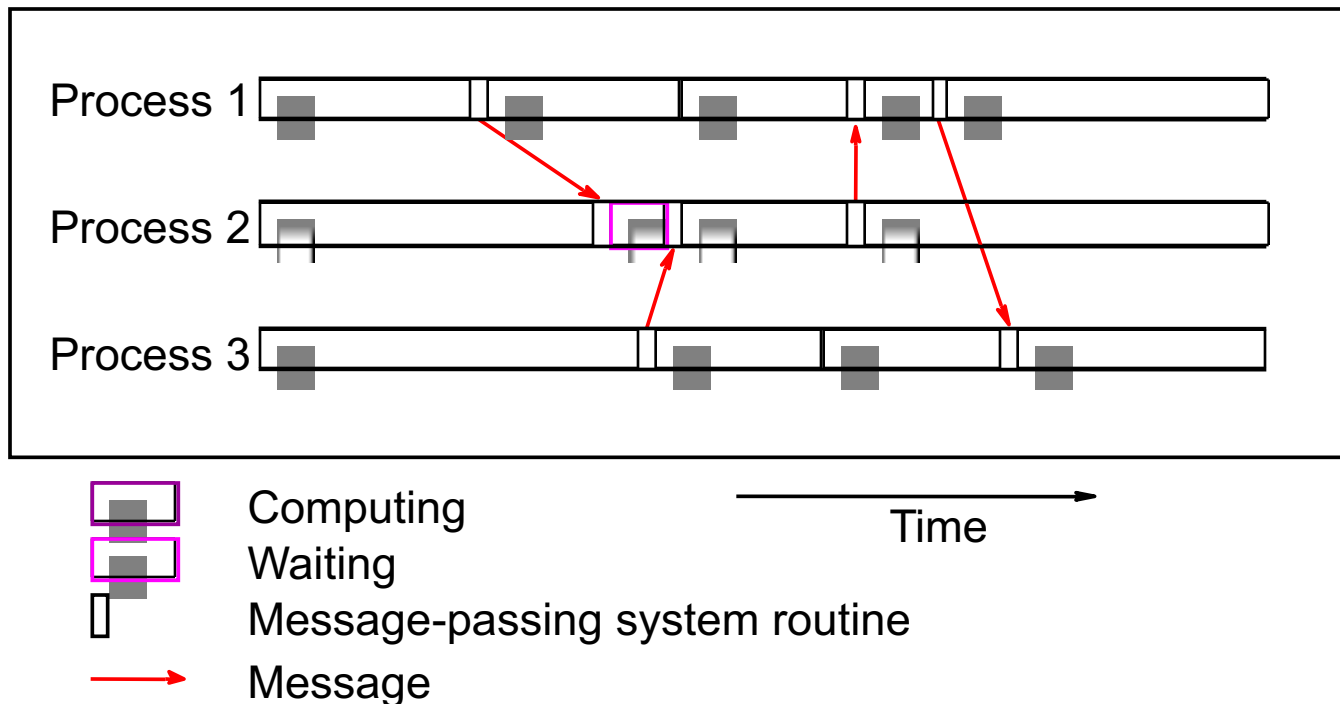 Process 1
Process 2
Process 3
Computing
Time
Waiting
Message-passing system routine
Message